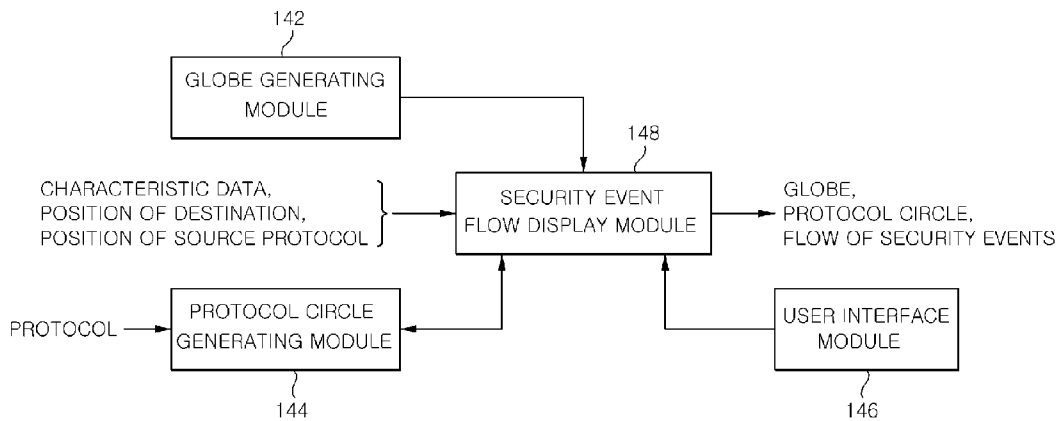 142
GLOBE GENERATING
MODULE
148
CHARACTERISTIC DATA,
POSITION OF DESTINATION,
POSITION OF SOURCE PROTOCOL
SECURITY EVENT
FLOW DISPLAY MODULE
GLOBE,
PROTOCOL CIRCLE,
FLOW OF SECURITY EVENTS
PROTOCOL
PROTOCOL CIRCLE
GENERATING MODULE
USER INTERFACE
MODULE
144
146